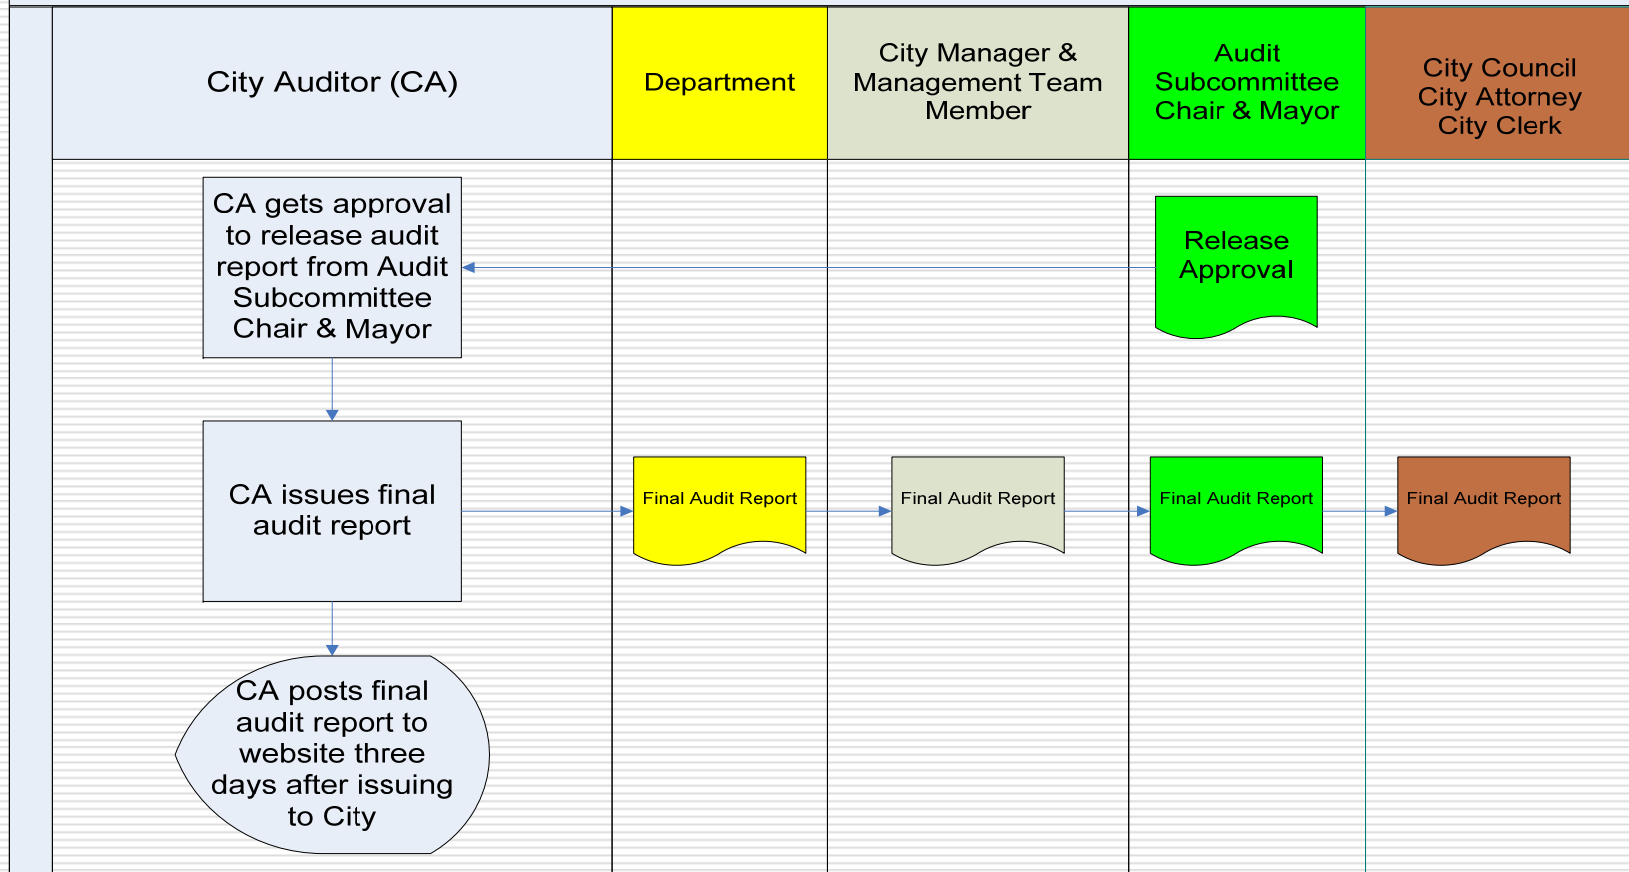 City Auditor (CA)
Department
City Manager &
Management Team
Member
Audit
Subcommittee
Chair & Mayor
City Council
City Attorney
City Clerk
CA gets approval
to release audit
report from Audit
Subcommittee
Chair & Mayor
Release
Approval
CA issues final
audit report
Final Audit Report
Final Audit Report
Final Audit Report
Final Audit Report
CA posts final
audit report to
website three
days after issuing
to City